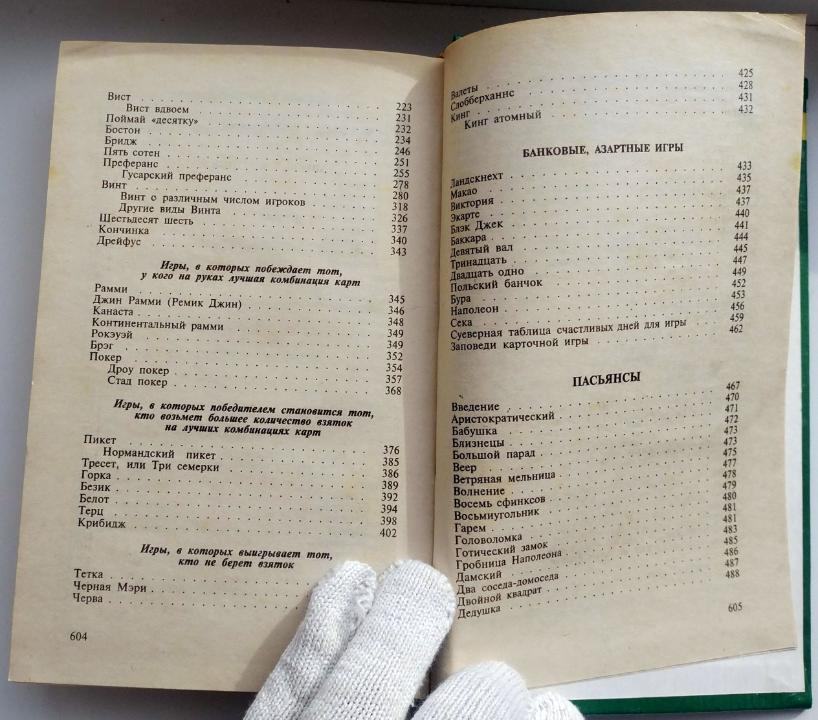 Вист . . . 223
Вист вдвоем . . . 231
Поймай «десятку» . . . 232
Бостон . . . 234
Бридж . . . 246
Пять сотен . . . 251
Преферанс . . . 255
Гусарский преферанс . . . 278
Винт . . . 280
Винт с различным числом игроков . . . 318
Другие виды Винта . . . 326
Шестьдесят шесть . . . 337
Кончинка . . . 340
Дрейфус . . . 343
Игры, в которых побеждает тот,
у кого на руках лучшая комбинация карт
Рамми . . . 345
Джин Рамми (Ремик Джин) . . . 346
Канаста . . . 348
Континентальный рамми . . . 349
Рокэуэй . . . 349
Брэг . . . 352
Покер . . . 354
Дроу покер . . . 357
Стад покер . . . 368
Игры, в которых победителем становится тот,
кто возьмет большее количество взяток
на лучших комбинациях карт
Пикет . . . 376
Нормандский пикет . . . 385
Тресет, или Три семерки . . . 386
Горка . . . 389
Безик . . . 392
Белот . . . 394
Терц . . . 398
Крибидж . . . 402
Игры, в которых выигрывает тот,
кто не берет взяток
Тетка . . .
Черная Мэри . . .
Черва . . .
604
Валеты . . . 425
Слобберханнс . . . 428
Кинг . . . 431
Кинг атомный . . . 432
БАНКОВЫЕ, АЗАРТНЫЕ ИГРЫ
Ландскнехт . . . 433
Макао . . . 435
Виктория . . . 437
Экарте . . . 437
Блэк Джек . . . 440
Баккара . . . 441
Девятый вал . . . 444
Тринадцать . . . 445
Двадцать одно . . . 447
Польский банчок . . . 449
Бура . . . 452
Наполеон . . . 453
Сека . . . 456
Суеверная таблица счастливых дней для игры . . . 459
Заповеди карточной игры . . . 462
ПАСЬЯНСЫ
Введение . . . 467
Аристократический . . . 470
Бабушка . . . 471
Близнецы . . . 472
Большой парад . . . 473
Веер . . . 473
Ветряная мельница . . . 475
Волнение . . . 477
Восемь сфинксов . . . 478
Восьмиугольник . . . 479
Гарем . . . 480
Головоломка . . . 481
Готический замок . . . 481
Гробница Наполеона . . . 483
Дамский . . . 485
Два соседа-домоседа . . . 486
Двойной квадрат . . . 487
Дедушка . . . 488
605